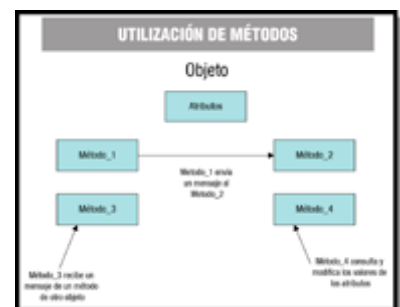 UTILIZACIÓN DE MÉTODOS
Objeto
Atributos
Método_1
Método_2
Método_1 envía
un mensaje al
Método_2
Método_3
Método_4
Método_3 recibe un
mensaje de un método
de otro objeto
Método_4 consulta y
modifica los valores de
los atributos